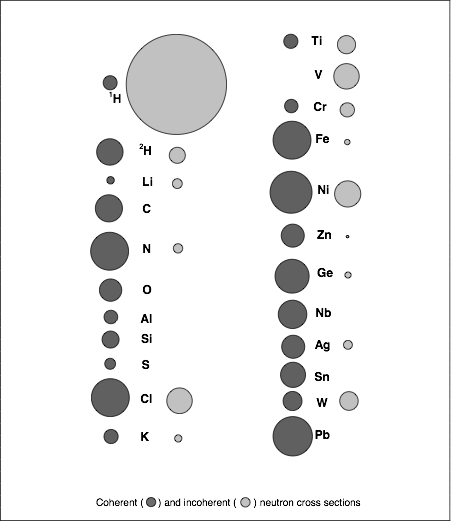 ¹H
²H
Li
C
N
O
Al
Si
S
Cl
K
Ti
V
Cr
Fe
Ni
Zn
Ge
Nb
Ag
Sn
W
Pb
Coherent ( ) and incoherent ( ) neutron cross sections